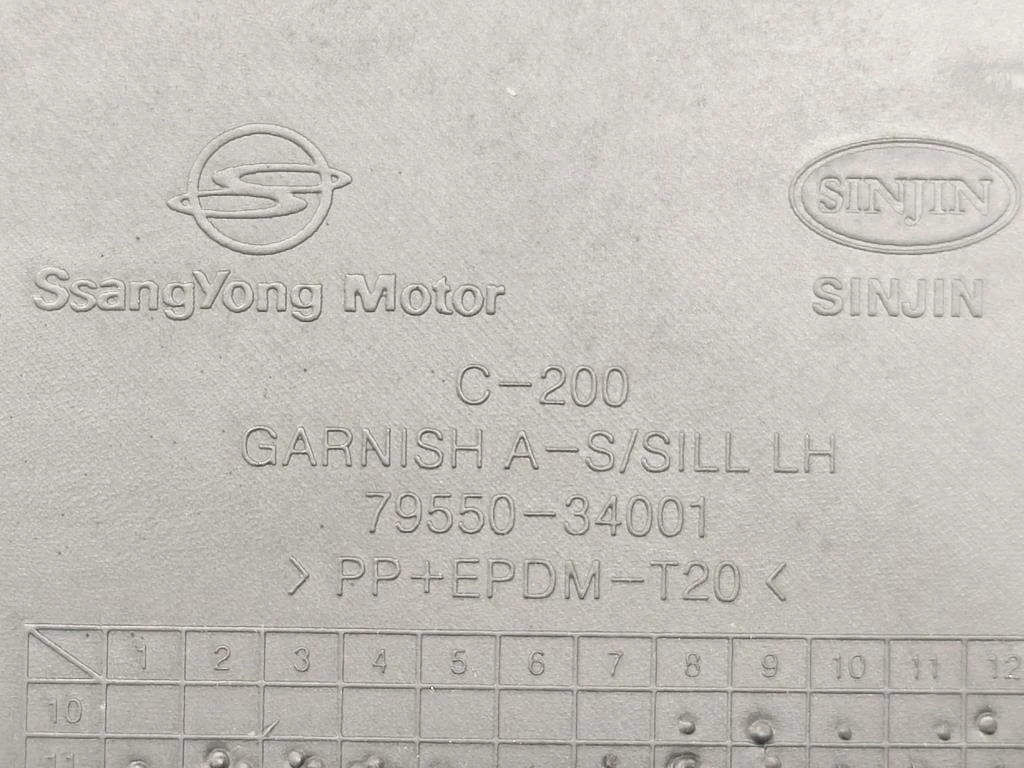 SINJIN
SsangYong Motor
SINJIN
C-200
GARNISH A-S/SILL LH
79550-34001
> PP+EPDM-T20 <
1 2 3 4 5 6 7 8 9 10 11 12
10
11